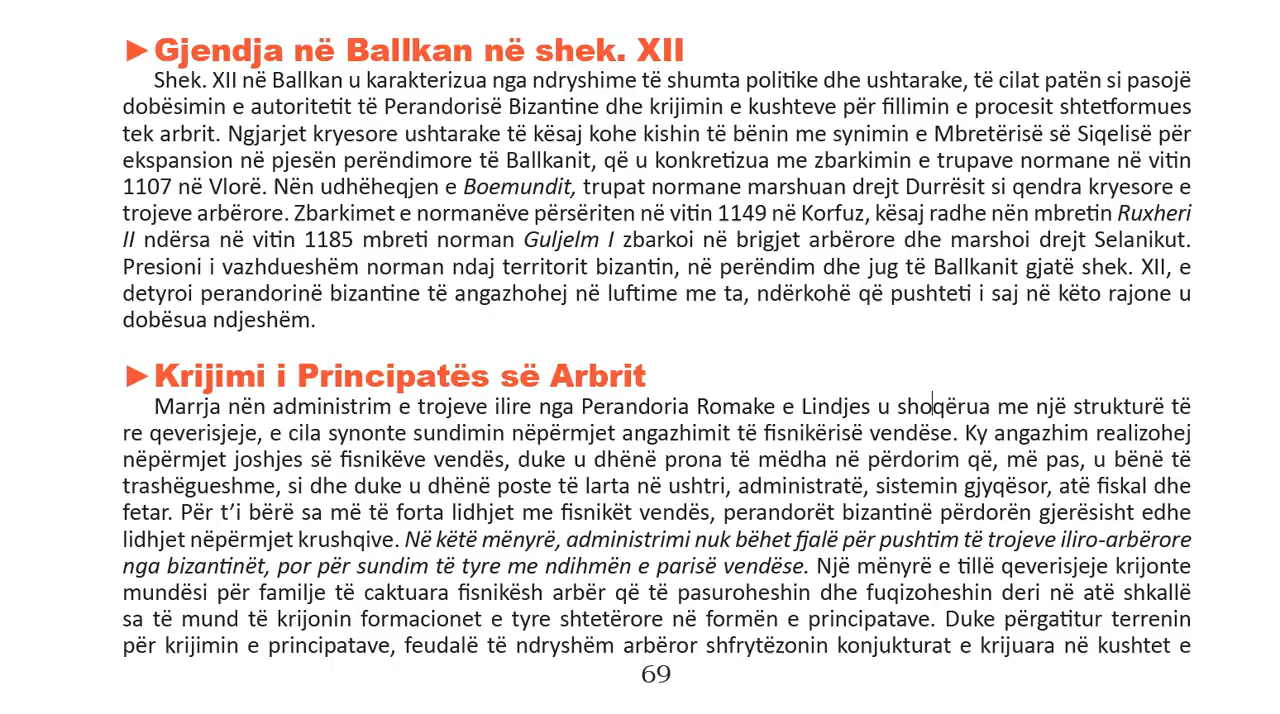 ►Gjendja në Ballkan në shek. XII
Shek. XII në Ballkan u karakterizua nga ndryshime të shumta politike dhe ushtarake, të cilat patën si pasojë
dobësimin e autoritetit të Perandorisë Bizantine dhe krijimin e kushteve për fillimin e procesit shtetformues
tek arbrit. Ngjarjet kryesore ushtarake të kësaj kohe kishin të bënin me synimin e Mbretërisë së Siqelisë për
ekspansion në pjesën perëndimore të Ballkanit, që u konkretizua me zbarkimin e trupave normane në vitin
1107 në Vlorë. Nën udhëheqjen e Boemundit, trupat normane marshuan drejt Durrësit si qendra kryesore e
trojeve arbërore. Zbarkimet e normanëve përsëriten në vitin 1149 në Korfuz, kësaj radhe nën mbretin Ruxheri
II ndërsa në vitin 1185 mbreti norman Guljelm I zbarkoi në brigjet arbërore dhe marshoi drejt Selanikut.
Presioni i vazhdueshëm norman ndaj territorit bizantin, në perëndim dhe jug të Ballkanit gjatë shek. XII, e
detyroi perandorinë bizantine të angazhohej në luftime me ta, ndërkohë që pushteti i saj në këto rajone u
dobësua ndjeshëm.
►Krijimi i Principatës së Arbrit
Marrja nën administrim e trojeve ilire nga Perandoria Romake e Lindjes u shoqërua me një strukturë të
re qeverisjeje, e cila synonte sundimin nëpërmjet angazhimit të fisnikërisë vendëse. Ky angazhim realizohej
nëpërmjet joshjes së fisnikëve vendës, duke u dhënë prona të mëdha në përdorim që, më pas, u bënë të
trashëgueshme, si dhe duke u dhënë poste të larta në ushtri, administratë, sistemin gjyqësor, atë fiskal dhe
fetar. Për t’i bërë sa më të forta lidhjet me fisnikët vendës, perandorët bizantinë përdorën gjerësisht edhe
lidhjet nëpërmjet krushqive. Në këtë mënyrë, administrimi nuk bëhet fjalë për pushtim të trojeve iliro-arbërore
nga bizantinët, por për sundim të tyre me ndihmën e parisë vendëse. Një mënyrë e tillë qeverisjeje krijonte
mundësi për familje të caktuara fisnikësh arbër që të pasuroheshin dhe fuqizoheshin deri në atë shkallë
sa të mund të krijonin formacionet e tyre shtetërore në formën e principatave. Duke përgatitur terrenin
për krijimin e principatave, feudalë të ndryshëm arbëror shfrytëzonin konjukturat e krijuara në kushtet e
69